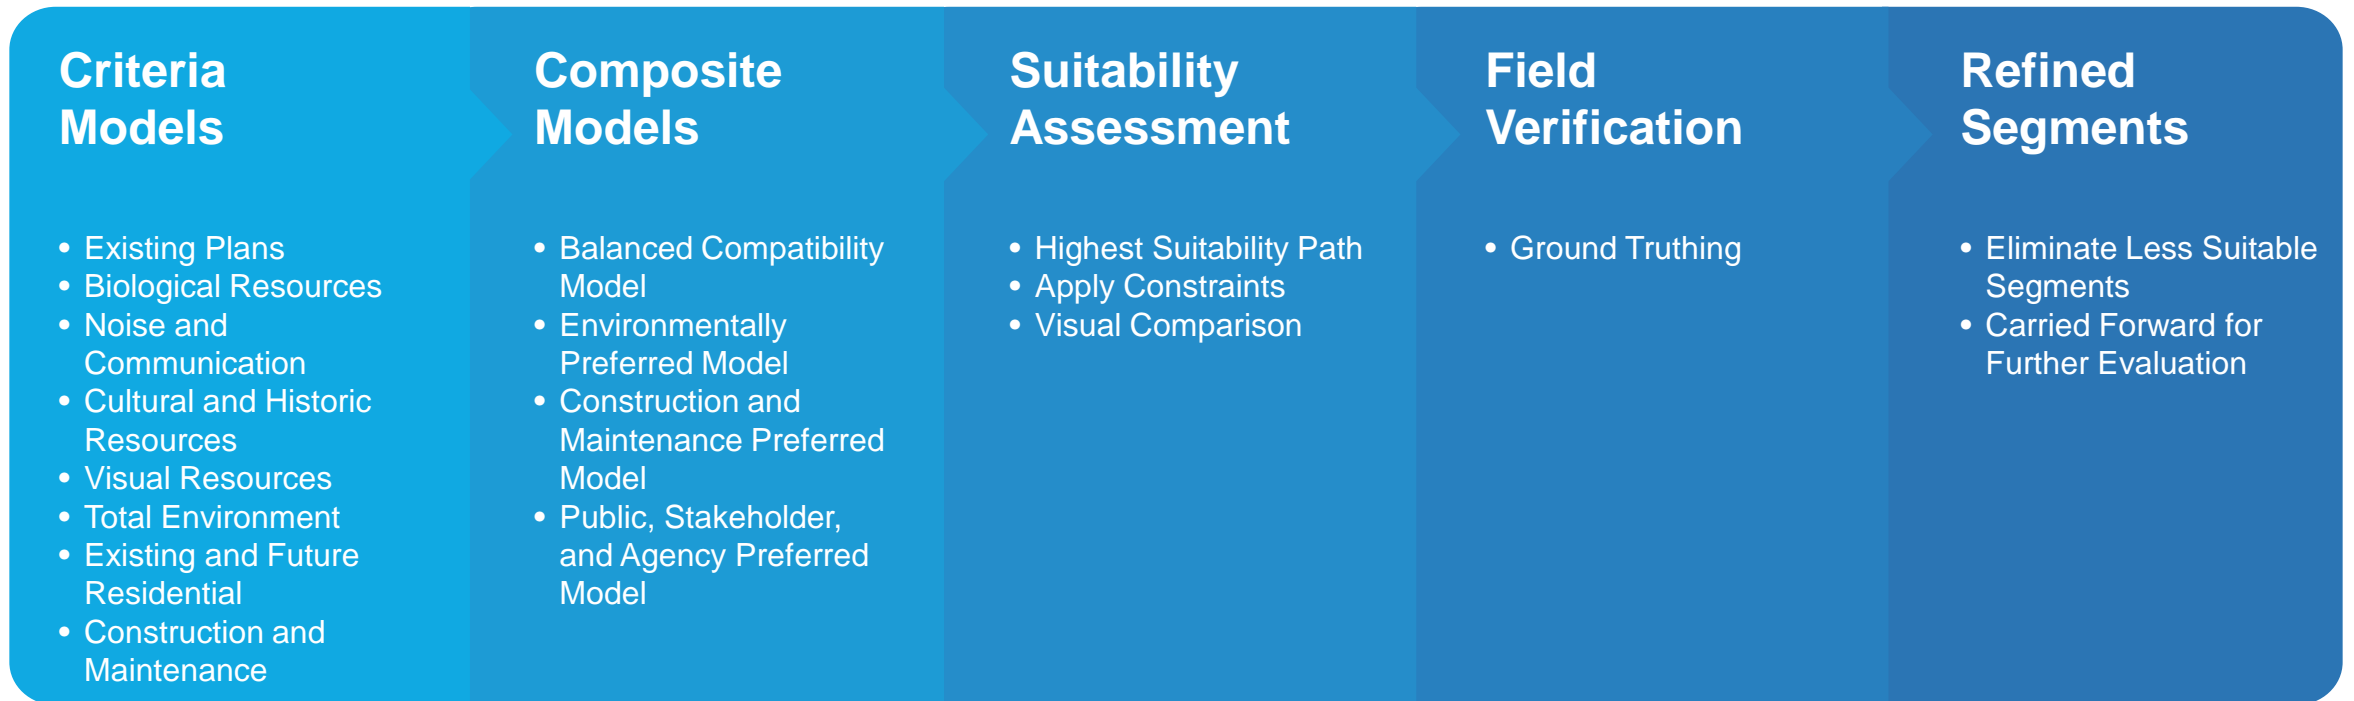 Criteria
Models
• Existing Plans
• Biological Resources
• Noise and
Communication
• Cultural and Historic
Resources
• Visual Resources
• Total Environment
• Existing and Future
Residential
• Construction and
Maintenance
Composite
Models
• Balanced Compatibility
Model
• Environmentally
Preferred Model
• Construction and
Maintenance Preferred
Model
• Public, Stakeholder,
and Agency Preferred
Model
Suitability
Assessment
• Highest Suitability Path
• Apply Constraints
• Visual Comparison
Field
Verification
• Ground Truthing
Refined
Segments
• Eliminate Less Suitable
Segments
• Carried Forward for
Further Evaluation